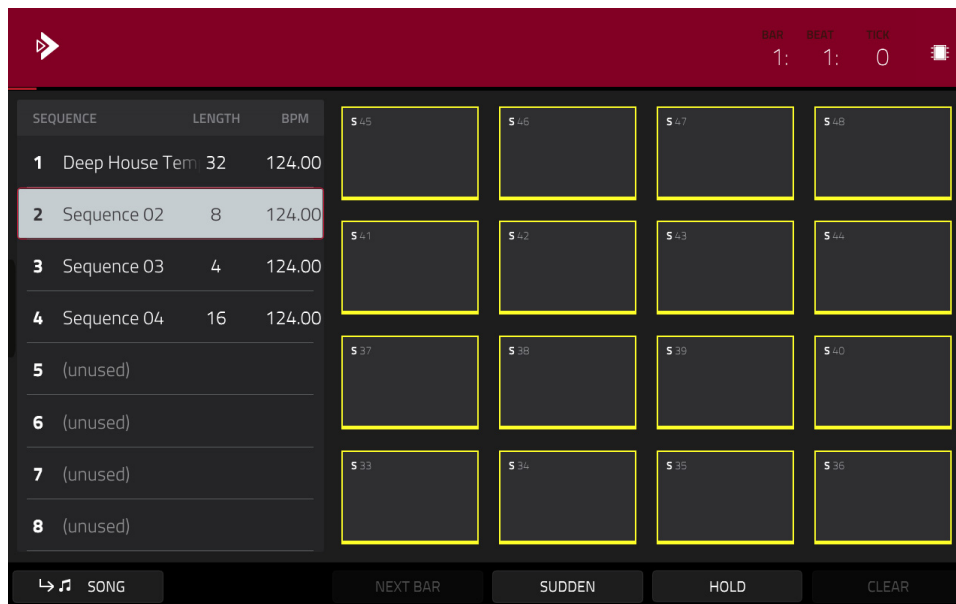 BAR BEAT TICK
1: 1: 0
SEQUENCE LENGTH BPM
1 Deep House Tem 32 124.00
2 Sequence 02 8 124.00
3 Sequence 03 4 124.00
4 Sequence 04 16 124.00
5 (unused)
6 (unused)
7 (unused)
8 (unused)
S 45 S 46 S 47 S 48
S 41 S 42 S 43 S 44
S 37 S 38 S 39 S 40
S 33 S 34 S 35 S 36
SONG NEXT BAR SUDDEN HOLD CLEAR